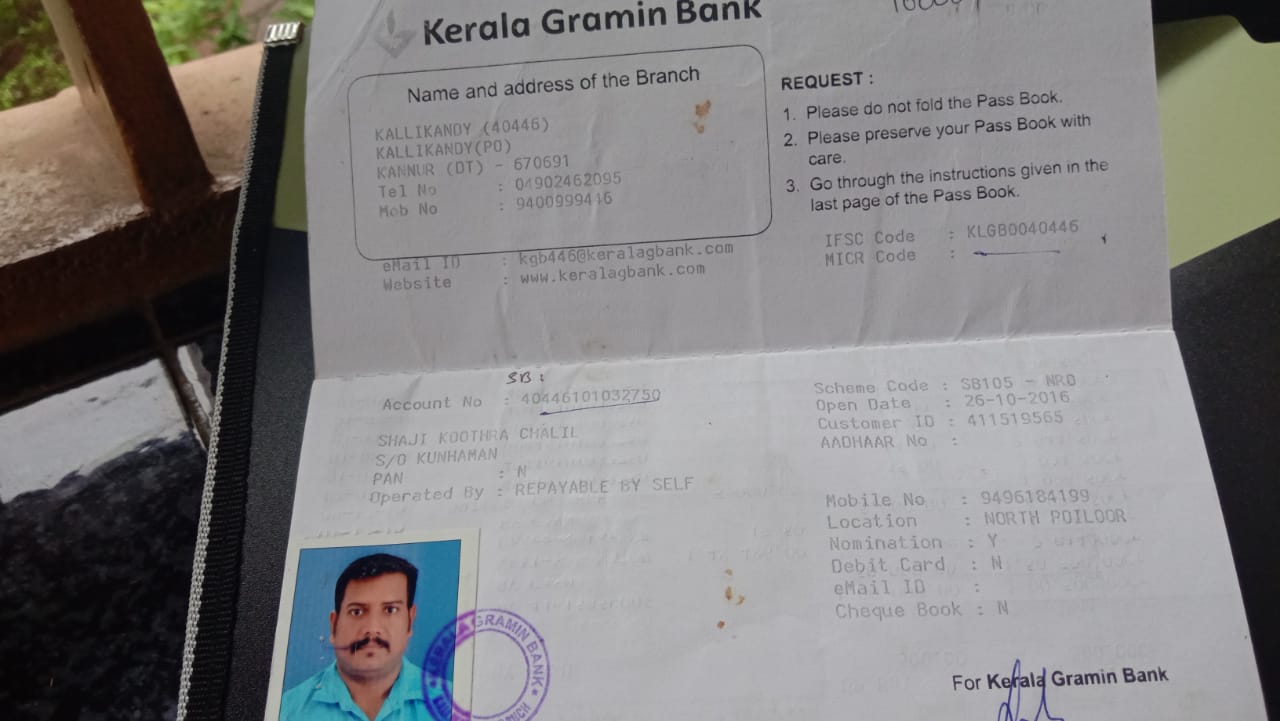 Kerala Gramin Bank
Name and address of the Branch
KALLIKANDY (40446)
KALLIKANDY(PO)
KANNUR (DT) - 670691
Tel No : 04902462095
Mob No : 9400999446
eMail ID : kgb446@keralagbank.com
Website : www.keralagbank.com
REQUEST :
1. Please do not fold the Pass Book.
2. Please preserve your Pass Book with
care.
3. Go through the instructions given in the
last page of the Pass Book.
IFSC Code : KLGB0040446
MICR Code :
SB :
Account No : 40446101032750
SHAJI KOOTHRA CHALIL
S/O KUNHAMAN
PAN : N
Operated By : REPAYABLE BY SELF
Scheme Code : SB105 - NRO
Open Date : 26-10-2016
Customer ID : 411519565
AADHAAR No :
Mobile No : 9496184199
Location : NORTH POILOOR
Nomination : Y
Debit Card : N
eMail ID :
Cheque Book : N
KERALA GRAMIN BANK
For Kerala Gramin Bank